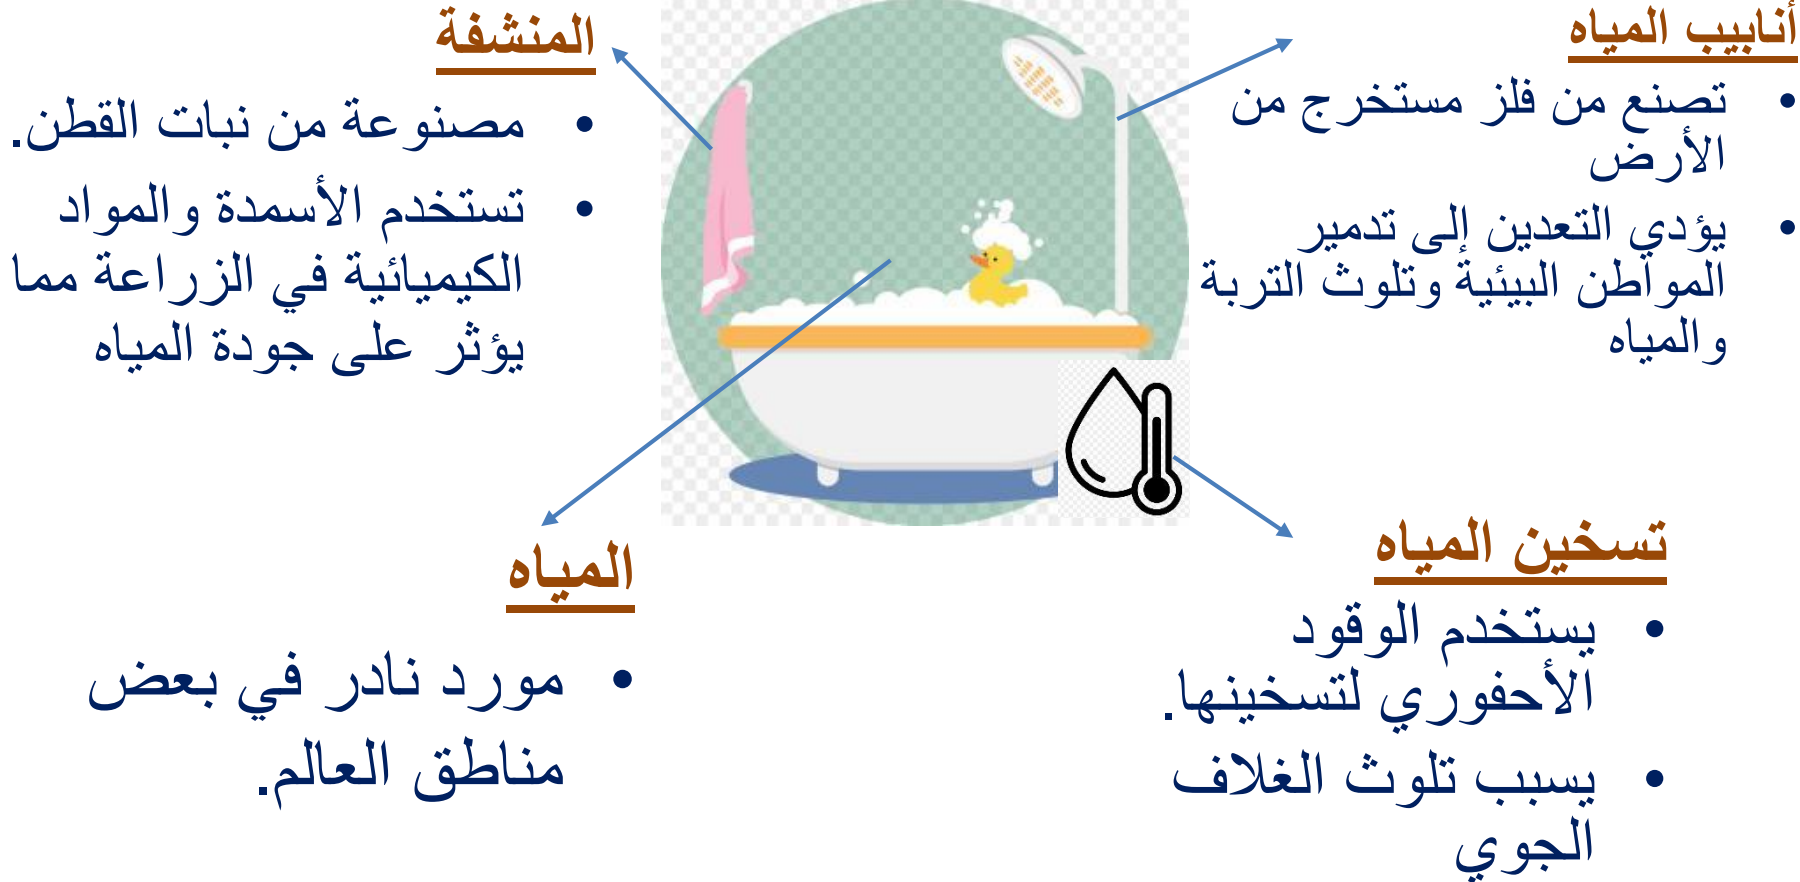 أنابيب المياه
• تصنع من فلز مستخرج من
الأرض
• يؤدي التعدين إلى تدمير
المواطن البيئية وتلوث التربة
والمياه
المنشفة
• مصنوعة من نبات القطن.
• تستخدم الأسمدة والمواد
الكيميائية في الزراعة مما
يؤثر على جودة المياه
تسخين المياه
• يستخدم الوقود
الأحفوري لتسخينها.
• يسبب تلوث الغلاف
الجوي
المياه
• مورد نادر في بعض
مناطق العالم.